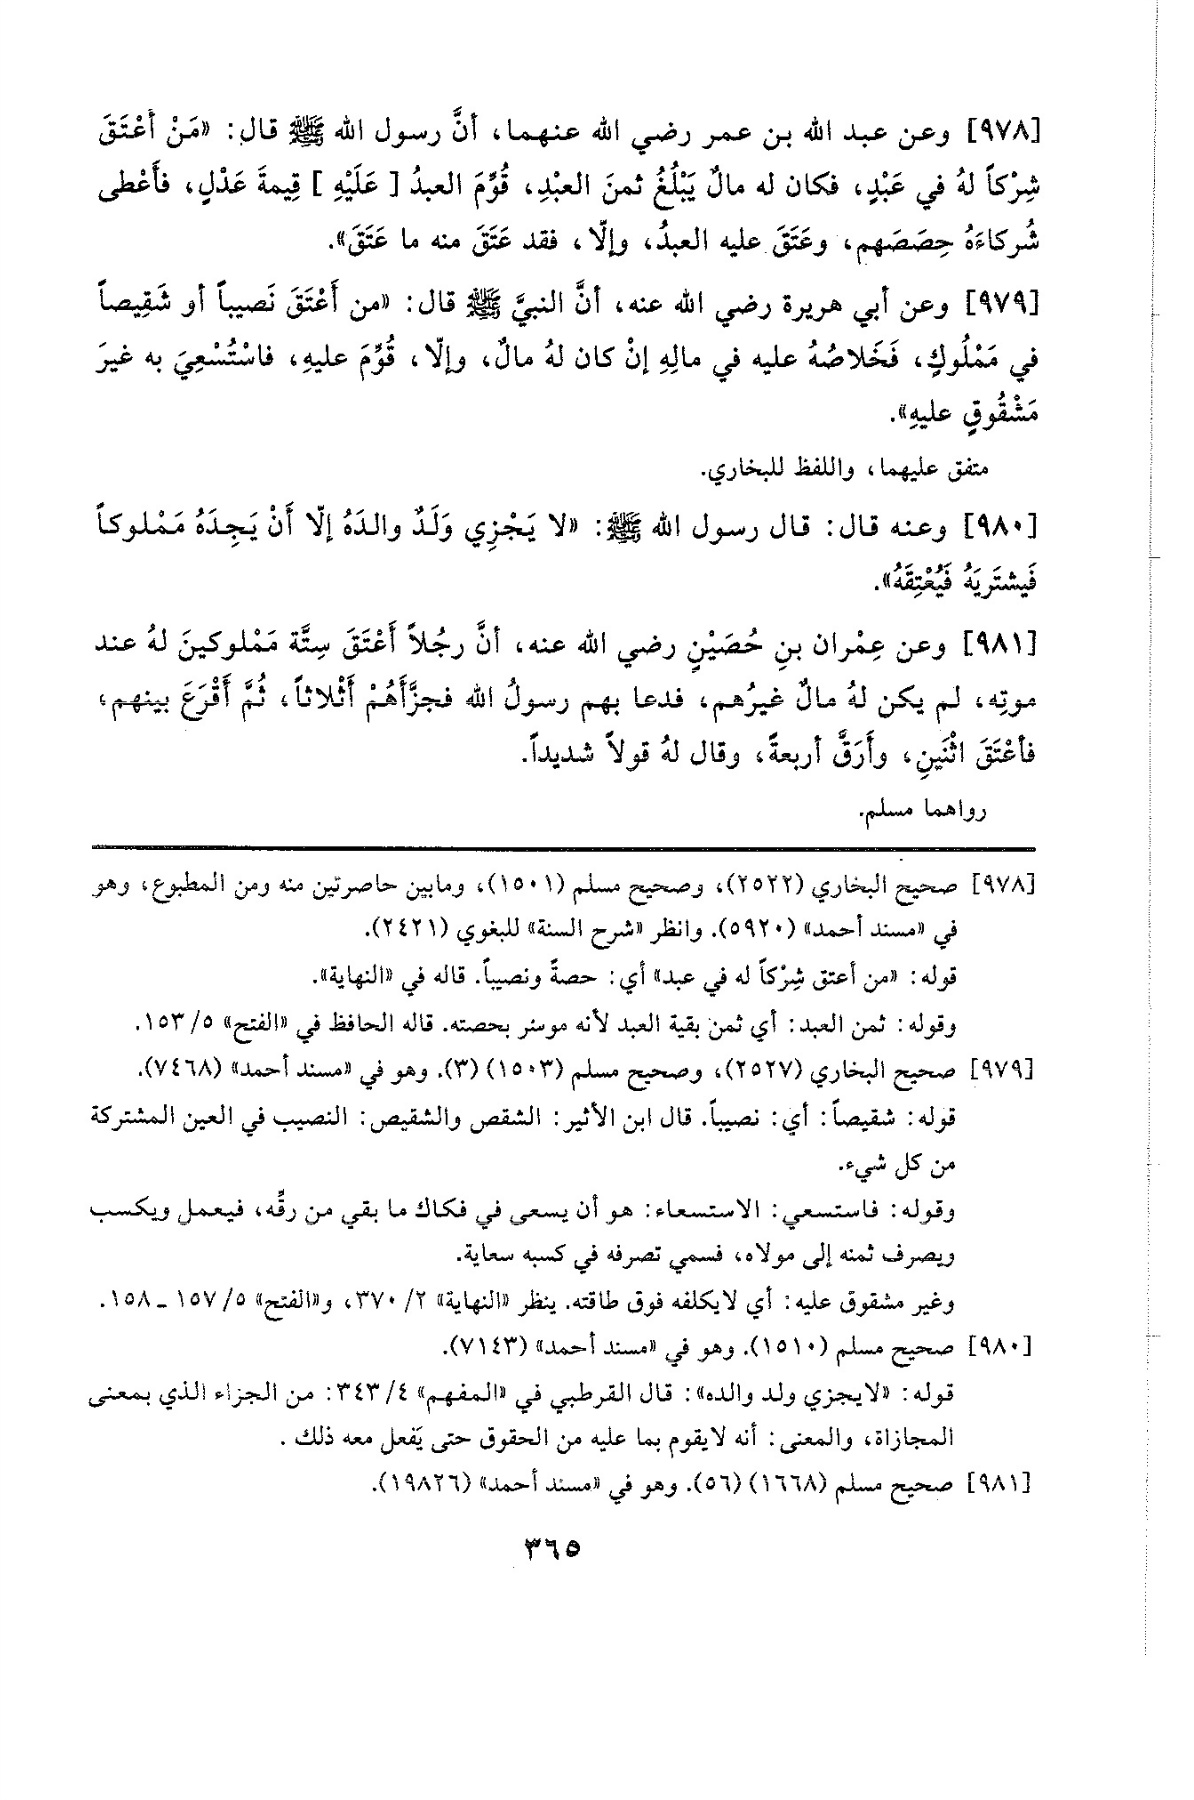 [٩٧٨] وعن عبد الله بن عمر رضي الله عنهما، أنَّ رسول الله ﷺ قال: «مَنْ أَعْتَقَ
شِرْكاً لهُ في عَبْدٍ، فكان له مالٌ يَبْلُغُ ثمنَ العبْدِ، قُوِّمَ العبدُ [ عَلَيْهِ ] قِيمةَ عَدْلٍ، فأَعْطى
شُركاءَهُ حِصَصَهم، وعَتَقَ عليه العبدُ، وإلّا، فقد عَتَقَ منه ما عَتَقَ».
[٩٧٩] وعن أبي هريرة رضي الله عنه، أنَّ النبيَّ ﷺ قال: «من أَعْتَقَ نَصيباً أو شَقِيصاً
في مَمْلُوكٍ، فَخَلاصُهُ عليه في مالِهِ إنْ كان لهُ مالٌ، وإلّا، قُوِّمَ عليهِ، فاسْتُسْعِيَ به غيرَ
مَشْقُوقٍ عليهِ».
متفق عليهما، واللفظ للبخاري.
[٩٨٠] وعنه قال: قال رسول الله ﷺ: «لا يَجْزِي وَلَدٌ والدَهُ إلّا أَنْ يَجِدَهُ مَمْلوكاً
فَيشتَريَهُ فَيُعْتِقَهُ».
[٩٨١] وعن عِمْران بنِ حُصَيْنٍ رضي الله عنه، أنَّ رجُلاً أَعْتَقَ سِتَّة مَمْلوكينَ لهُ عند
موتِه، لم يكن لهُ مالٌ غيرُهم، فدعا بهم رسولُ الله فجزَّأَهُمْ أَثْلاثاً، ثُمَّ أَقْرَعَ بينهم،
فأعْتَقَ اثْنَينِ، وأَرَقَّ أربعةً، وقال لهُ قولاً شديداً.
رواهما مسلم.
[٩٧٨] صحيح البخاري (٢٥٢٢)، وصحيح مسلم (١٥٠١)، ومابين حاصرتين منه ومن المطبوع، وهو
في «مسند أحمد» (٥٩٢٠). وانظر «شرح السنة» للبغوي (٢٤٢١).
قوله: «من أعتق شِرْكاً له في عبد» أي: حصةً ونصيباً. قاله في «النهاية».
وقوله: ثمن العبد: أي ثمن بقية العبد لأنه موسر بحصته. قاله الحافظ في «الفتح» ٥/ ١٥٣.
[٩٧٩] صحيح البخاري (٢٥٢٧)، وصحيح مسلم (١٥٠٣) (٣). وهو في «مسند أحمد» (٧٤٦٨).
قوله: شقيصاً: أي: نصيباً. قال ابن الأثير: الشقص والشقيص: النصيب في العين المشتركة
من كل شيء.
وقوله: فاستسعي: الاستسعاء: هو أن يسعى في فكاك ما بقي من رقِّه، فيعمل ويكسب
ويصرف ثمنه إلى مولاه، فسمي تصرفه في كسبه سعاية.
وغير مشقوق عليه: أي لايكلفه فوق طاقته. ينظر «النهاية» ٢/ ٣٧٠، و«الفتح» ٥/ ١٥٧ ـ ١٥٨.
[٩٨٠] صحيح مسلم (١٥١٠). وهو في «مسند أحمد» (٧١٤٣).
قوله: «لايجزي ولد والده»: قال القرطبي في «المفهم» ٤/ ٣٤٣: من الجزاء الذي بمعنى
المجازاة، والمعنى: أنه لايقوم بما عليه من الحقوق حتى يَفعل معه ذلك .
[٩٨١] صحيح مسلم (١٦٦٨) (٥٦). وهو في «مسند أحمد» (١٩٨٢٦).
٣٦٥